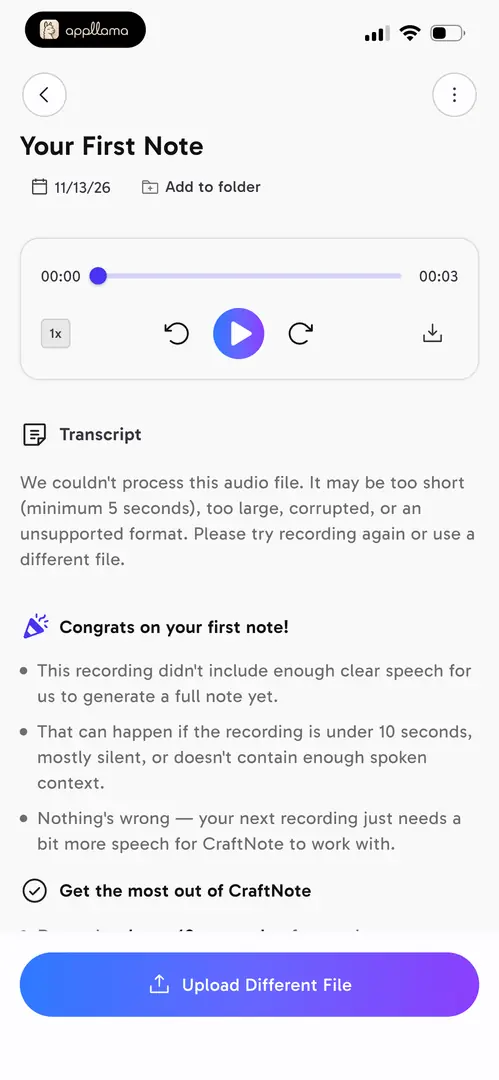 appllama
Your First Note
11/13/26
Add to folder
00:00
00:03
1x
Transcript
We couldn't process this audio file. It may be too short
(minimum 5 seconds), too large, corrupted, or an
unsupported format. Please try recording again or use a
different file.
Congrats on your first note!
• This recording didn't include enough clear speech for
us to generate a full note yet.
• That can happen if the recording is under 10 seconds,
mostly silent, or doesn't contain enough spoken
context.
• Nothing's wrong — your next recording just needs a
bit more speech for CraftNote to work with.
Get the most out of CraftNote
Upload Different File